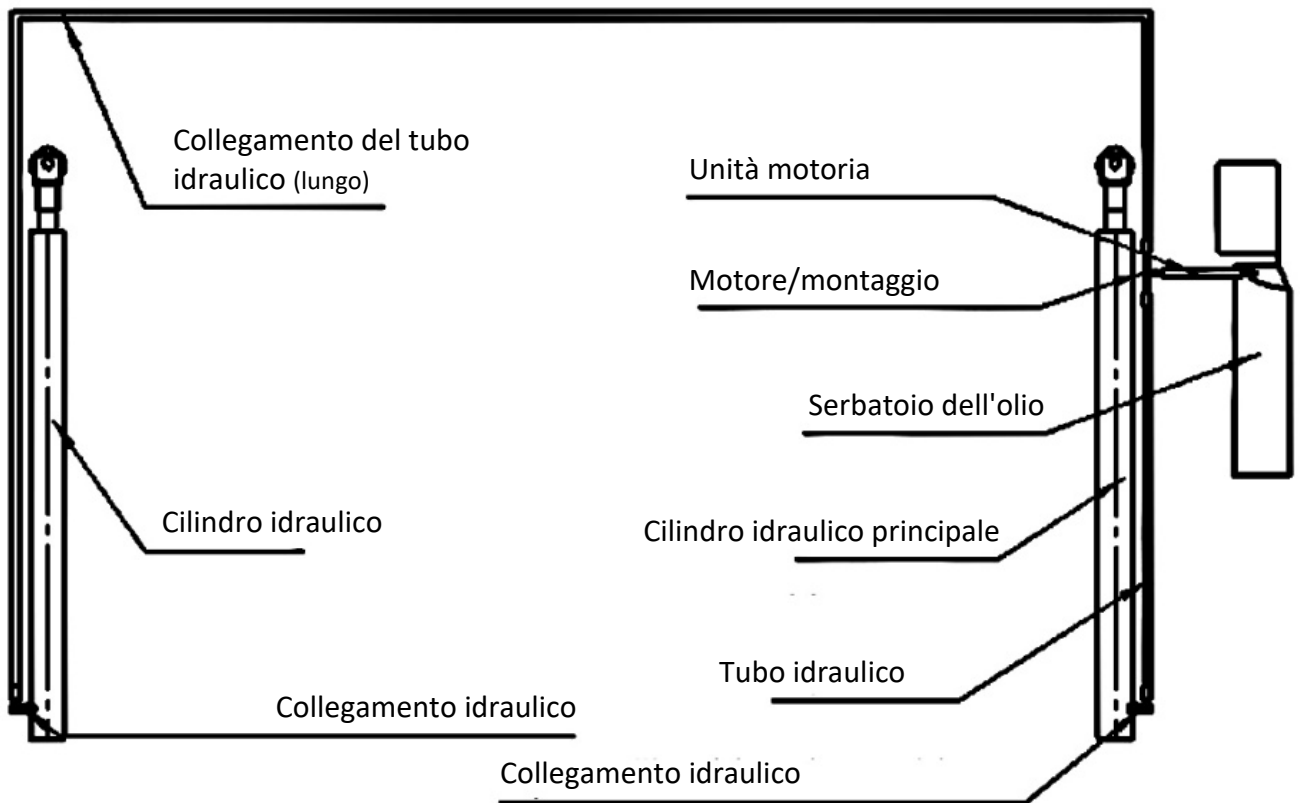 Collegamento del tubo
idraulico (lungo)
Unità motoria
Motore/montaggio
Serbatoio dell'olio
Cilindro idraulico
Cilindro idraulico principale
Tubo idraulico
Collegamento idraulico
Collegamento idraulico